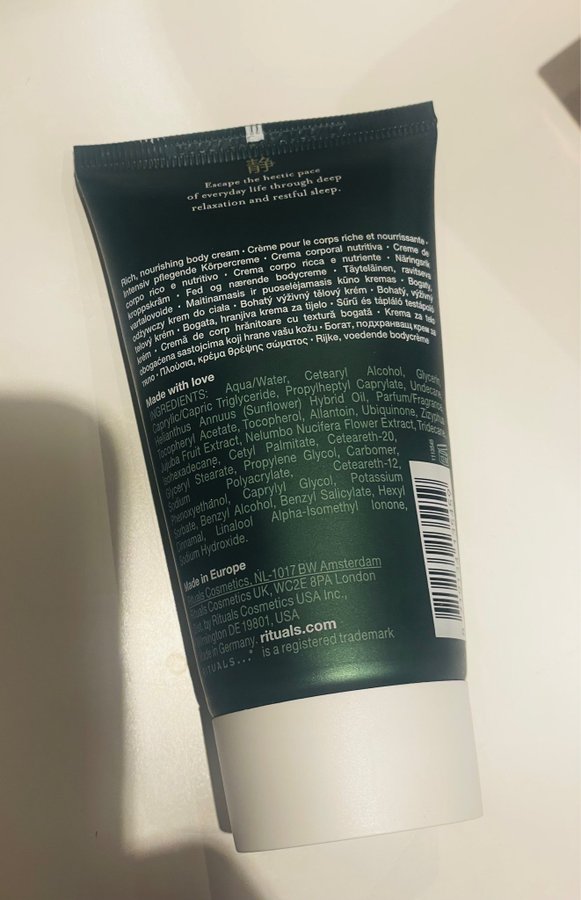 静
Escape the hectic pace
of everyday life through deep
relaxation and restful sleep.
Rich, nourishing body cream · Crème pour le corps riche et nourrissante ·
Intensiv pflegende Körpercreme · Crema corporal nutritiva · Creme de
corpo rico e nutritivo · Crema corpo ricca e nutriente · Näringsrik
kroppskräm · Fed og nærende bodycreme · Täyteläinen, ravitseva
vartalovoide · Maitinamasis ir puoselėjamasis kūno kremas · Bogaty,
odżywczy krem do ciała · Bohatý výživný tělový krém · Bohatý, výživný
tělový krém · Bogata, hranjiva krema za tijelo · Sűrű és tápláló testápoló
krém · Cremă de corp hrănitoare cu textură bogată · Krema za telo
obogaćena sastojcima koji hrane vašu kožu · Богат, подхранващ крем за
тяло · Πλούσια, κρέμα θρέψης σώματος · Rijke, voedende bodycrème
Made with love
INGREDIENTS: Aqua/Water, Cetearyl Alcohol, Glycerin,
Caprylic/Capric Triglyceride, Propylheptyl Caprylate, Undecane,
Helianthus Annuus (Sunflower) Hybrid Oil, Parfum/Fragrance,
Tocopheryl Acetate, Tocopherol, Allantoin, Ubiquinone, Zizyphus
Jujuba Fruit Extract, Nelumbo Nucifera Flower Extract, Tridecane,
Isohexadecane, Cetyl Palmitate, Ceteareth-20,
Glyceryl Stearate, Propylene Glycol, Carbomer,
Sodium Polyacrylate, Ceteareth-12,
Phenoxyethanol, Caprylyl Glycol, Potassium
Sorbate, Benzyl Alcohol, Benzyl Salicylate, Hexyl
Cinnamal, Linalool Alpha-Isomethyl Ionone,
Sodium Hydroxide.
Made in Europe
Rituals Cosmetics, NL-1017 BW Amsterdam
Rituals Cosmetics UK, WC2E 8PA London
Dist. by Rituals Cosmetics USA Inc.,
Wilmington DE 19801, USA
Made in Germany. rituals.com
RITUALS...® is a registered trademark